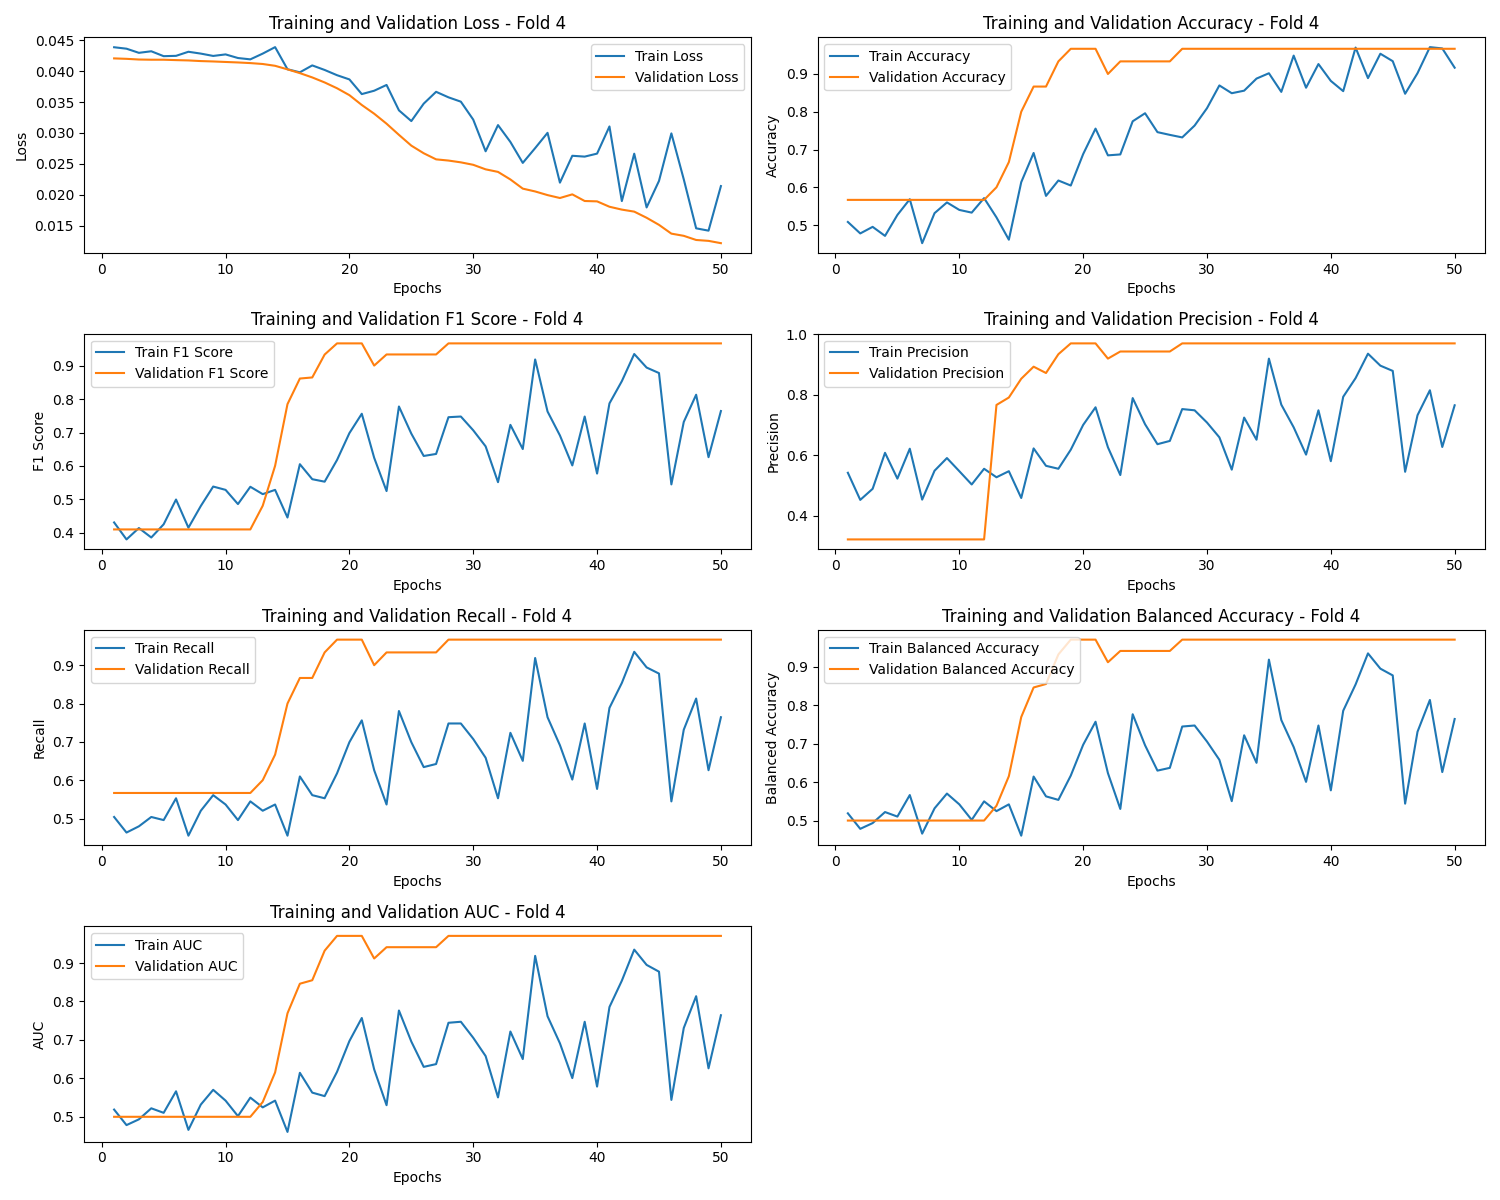 Training and Validation Loss - Fold 4
Train Loss
Validation Loss
0.045
0.040
0.035
0.030
0.025
0.020
0.015
Loss
0 10 20 30 40 50
Epochs
Training and Validation Accuracy - Fold 4
Train Accuracy
Validation Accuracy
0.9
0.8
0.7
0.6
0.5
Accuracy
0 10 20 30 40 50
Epochs
Training and Validation F1 Score - Fold 4
Train F1 Score
Validation F1 Score
0.9
0.8
0.7
0.6
0.5
0.4
F1 Score
0 10 20 30 40 50
Epochs
Training and Validation Precision - Fold 4
Train Precision
Validation Precision
1.0
0.8
0.6
0.4
Precision
0 10 20 30 40 50
Epochs
Training and Validation Recall - Fold 4
Train Recall
Validation Recall
0.9
0.8
0.7
0.6
0.5
Recall
0 10 20 30 40 50
Epochs
Training and Validation Balanced Accuracy - Fold 4
Train Balanced Accuracy
Validation Balanced Accuracy
0.9
0.8
0.7
0.6
0.5
Balanced Accuracy
0 10 20 30 40 50
Epochs
Training and Validation AUC - Fold 4
Train AUC
Validation AUC
0.9
0.8
0.7
0.6
0.5
AUC
0 10 20 30 40 50
Epochs